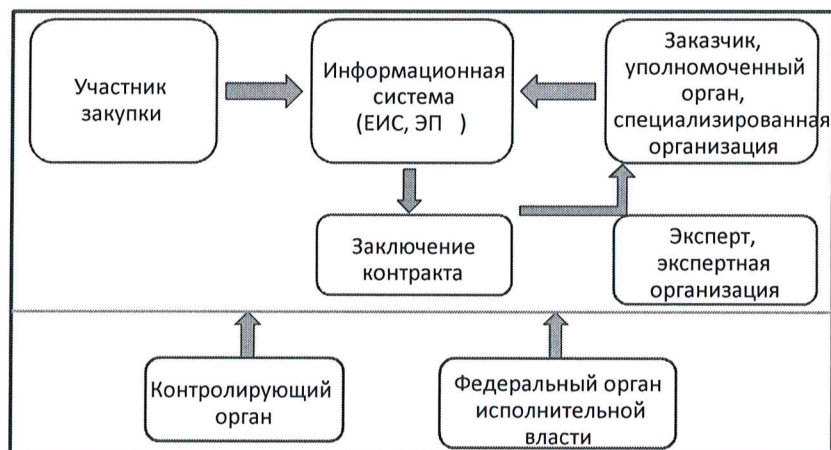 Участник
закупки
Информационная
система
(ЕИС, ЭП )
Заказчик,
уполномоченный
орган,
специализированная
организация
Заключение
контракта
Эксперт,
экспертная
организация
Контролирующий
орган
Федеральный орган
исполнительной
власти